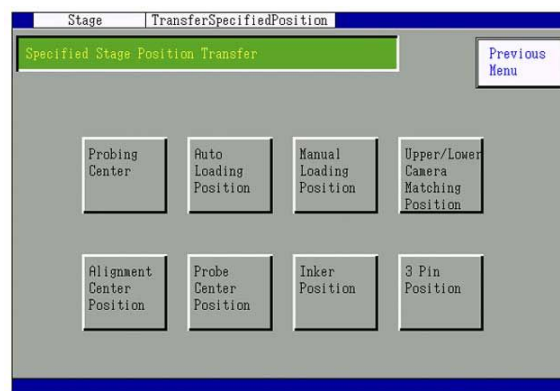 Stage
TransferSpecifiedPosition
Specified Stage Position Transfer
Previous
Menu
Probing
Center
Auto
Loading
Position
Manual
Loading
Position
Upper/Lower
Camera
Matching
Position
Alignment
Center
Position
Probe
Center
Position
Inker
Position
3 Pin
Position